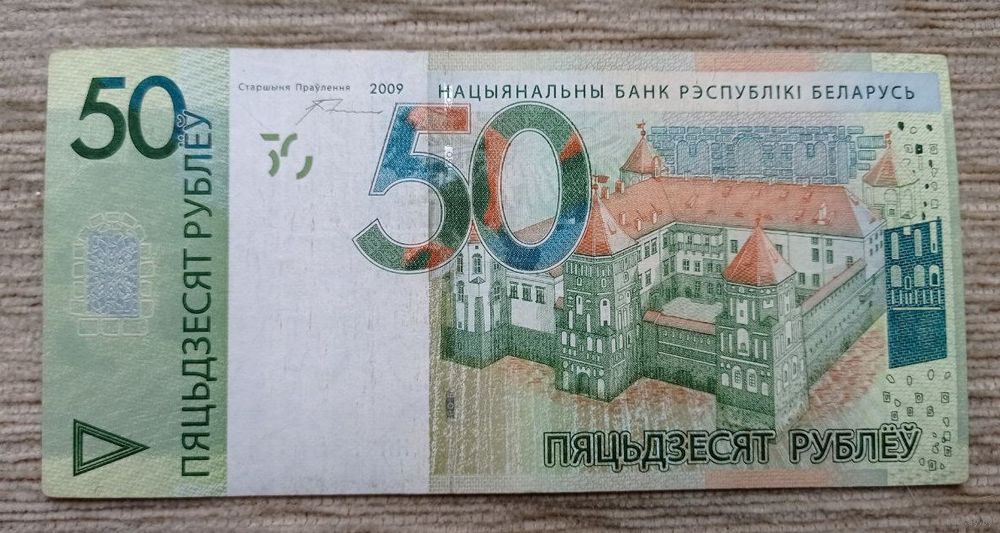 50
ПЯЦЬДЗЕСЯТ РУБЛЁЎ
Старшыня Праўлення 2009
НАЦЫЯНАЛЬНЫ БАНК РЭСПУБЛІКІ БЕЛАРУСЬ
50
ПЯЦЬДЗЕСЯТ РУБЛЁЎ